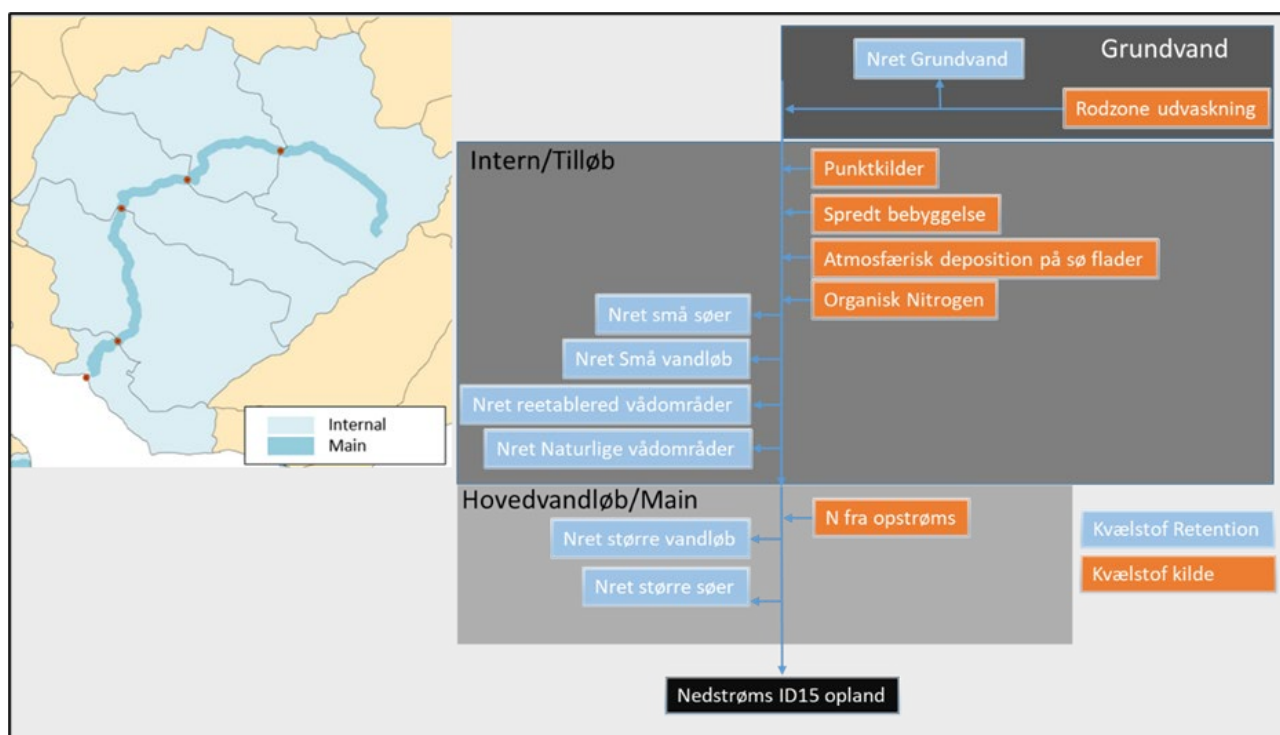 Internal
Main
Grundvand
Nret Grundvand
Rodzone udvaskning
Intern/Tilløb
Punktkilder
Spredt bebyggelse
Atmosfærisk deposition på sø flader
Organisk Nitrogen
Nret små søer
Nret Små vandløb
Nret reetablered vådområder
Nret Naturlige vådområder
Hovedvandløb/Main
N fra opstrøms
Nret større vandløb
Nret større søer
Kvælstof Retention
Kvælstof kilde
Nedstrøms ID15 opland